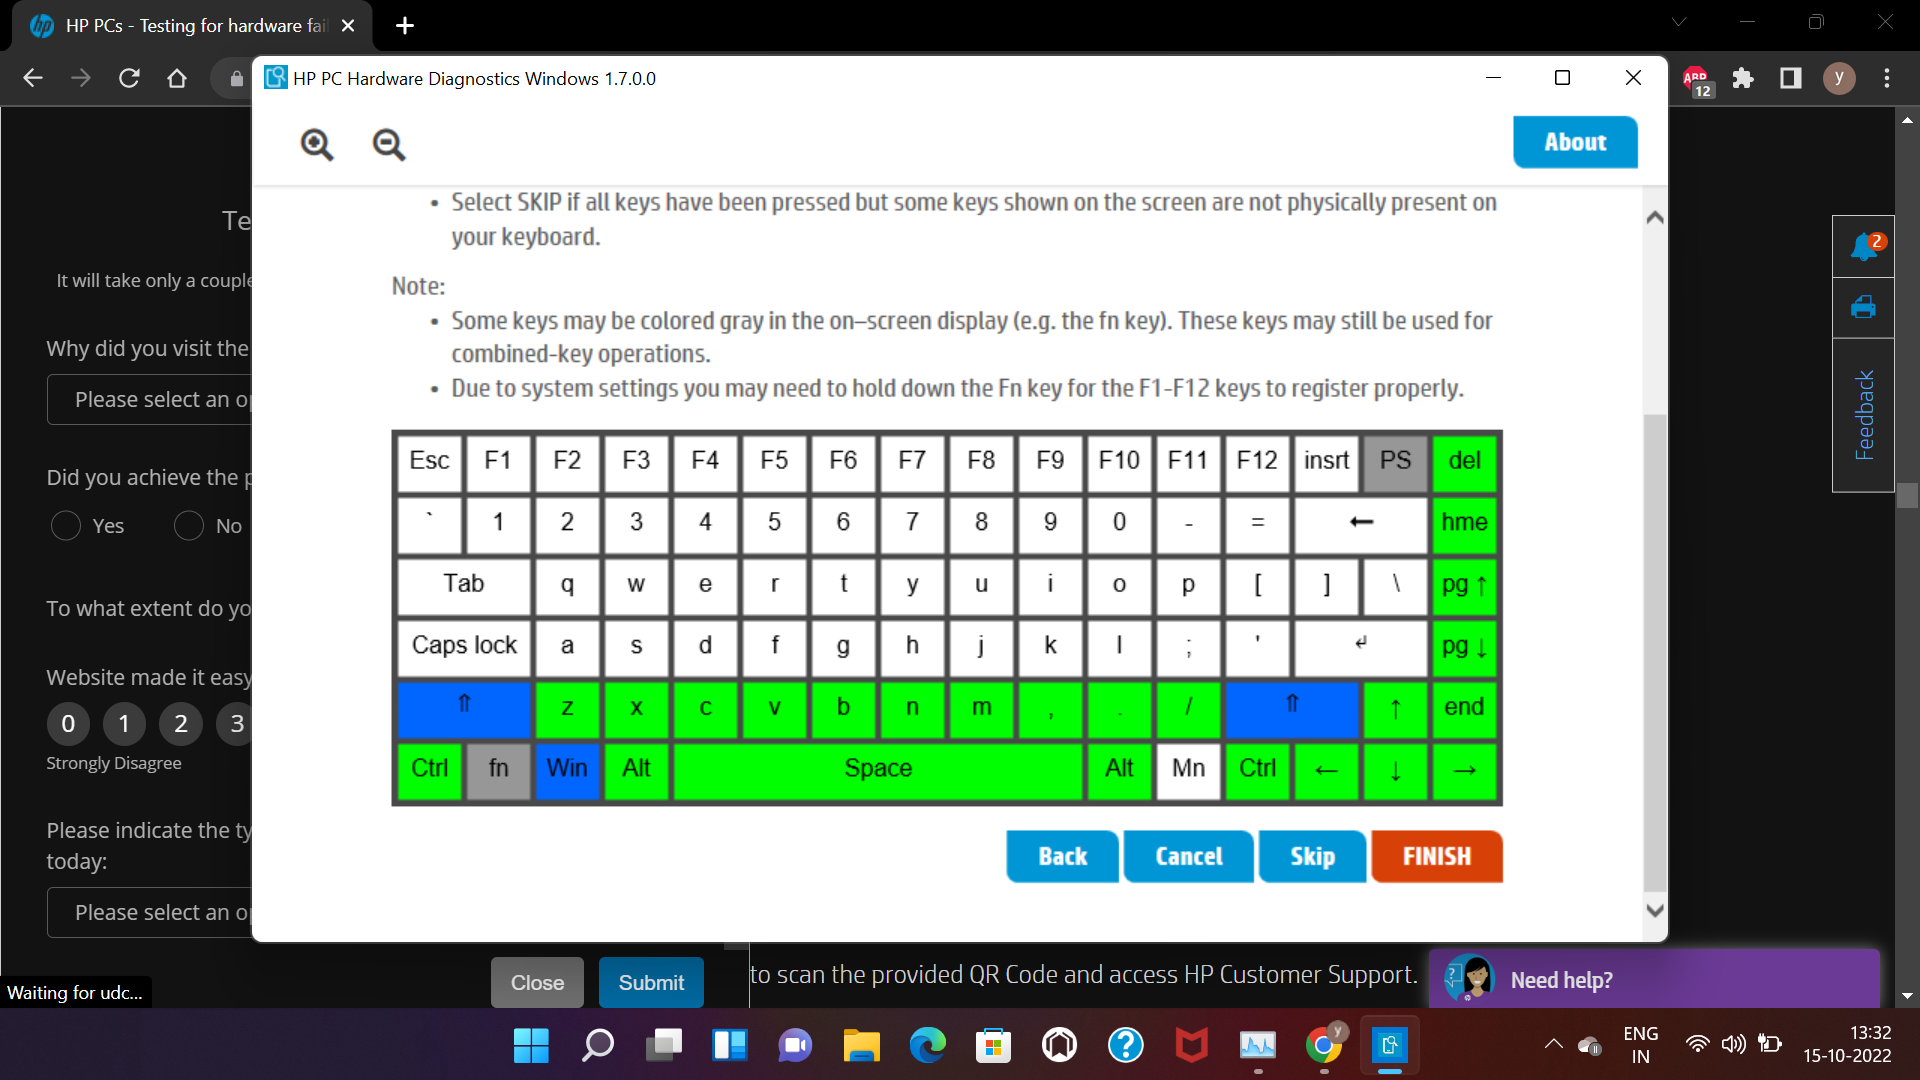 HP PCs - Testing for hardware fai
HP PC Hardware Diagnostics Windows 1.7.0.0
ABP
12
y
About
• Select SKIP if all keys have been pressed but some keys shown on the screen are not physically present on
your keyboard.
Note:
• Some keys may be colored gray in the on–screen display (e.g. the fn key). These keys may still be used for
combined-key operations.
• Due to system settings you may need to hold down the Fn key for the F1-F12 keys to register properly.
Esc F1 F2 F3 F4 F5 F6 F7 F8 F9 F10 F11 F12 insrt PS del
` 1 2 3 4 5 6 7 8 9 0 - = ← hme
Tab q w e r t y u i o p [ ] \ pg ↑
Caps lock a s d f g h j k l ; ' ↵ pg ↓
⇑ z x c v b n m , . / ⇑ ↑ end
Ctrl fn Win Alt Space Alt Mn Ctrl ← ↓ →
Back Cancel Skip FINISH
Te
It will take only a couple
Why did you visit the
Please select an o
Did you achieve the p
Yes No
To what extent do yo
Website made it easy
0 1 2 3
Strongly Disagree
Please indicate the ty
today:
Please select an o
Close Submit
to scan the provided QR Code and access HP Customer Support.
Need help?
2
Feedback
Waiting for udc...
ENG
IN
13:32
15-10-2022